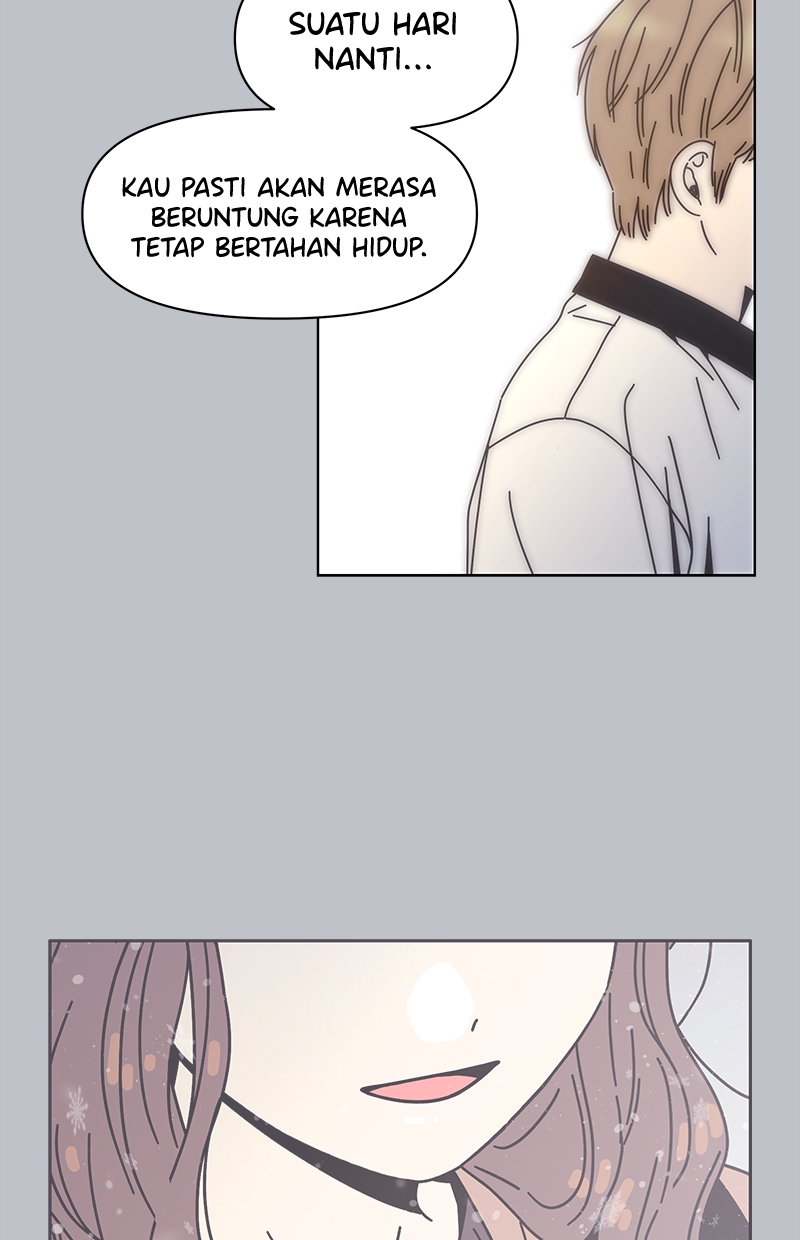 SUATU HARI
NANTI...
KAU PASTI AKAN MERASA
BERUNTUNG KARENA
TETAP BERTAHAN HIDUP.